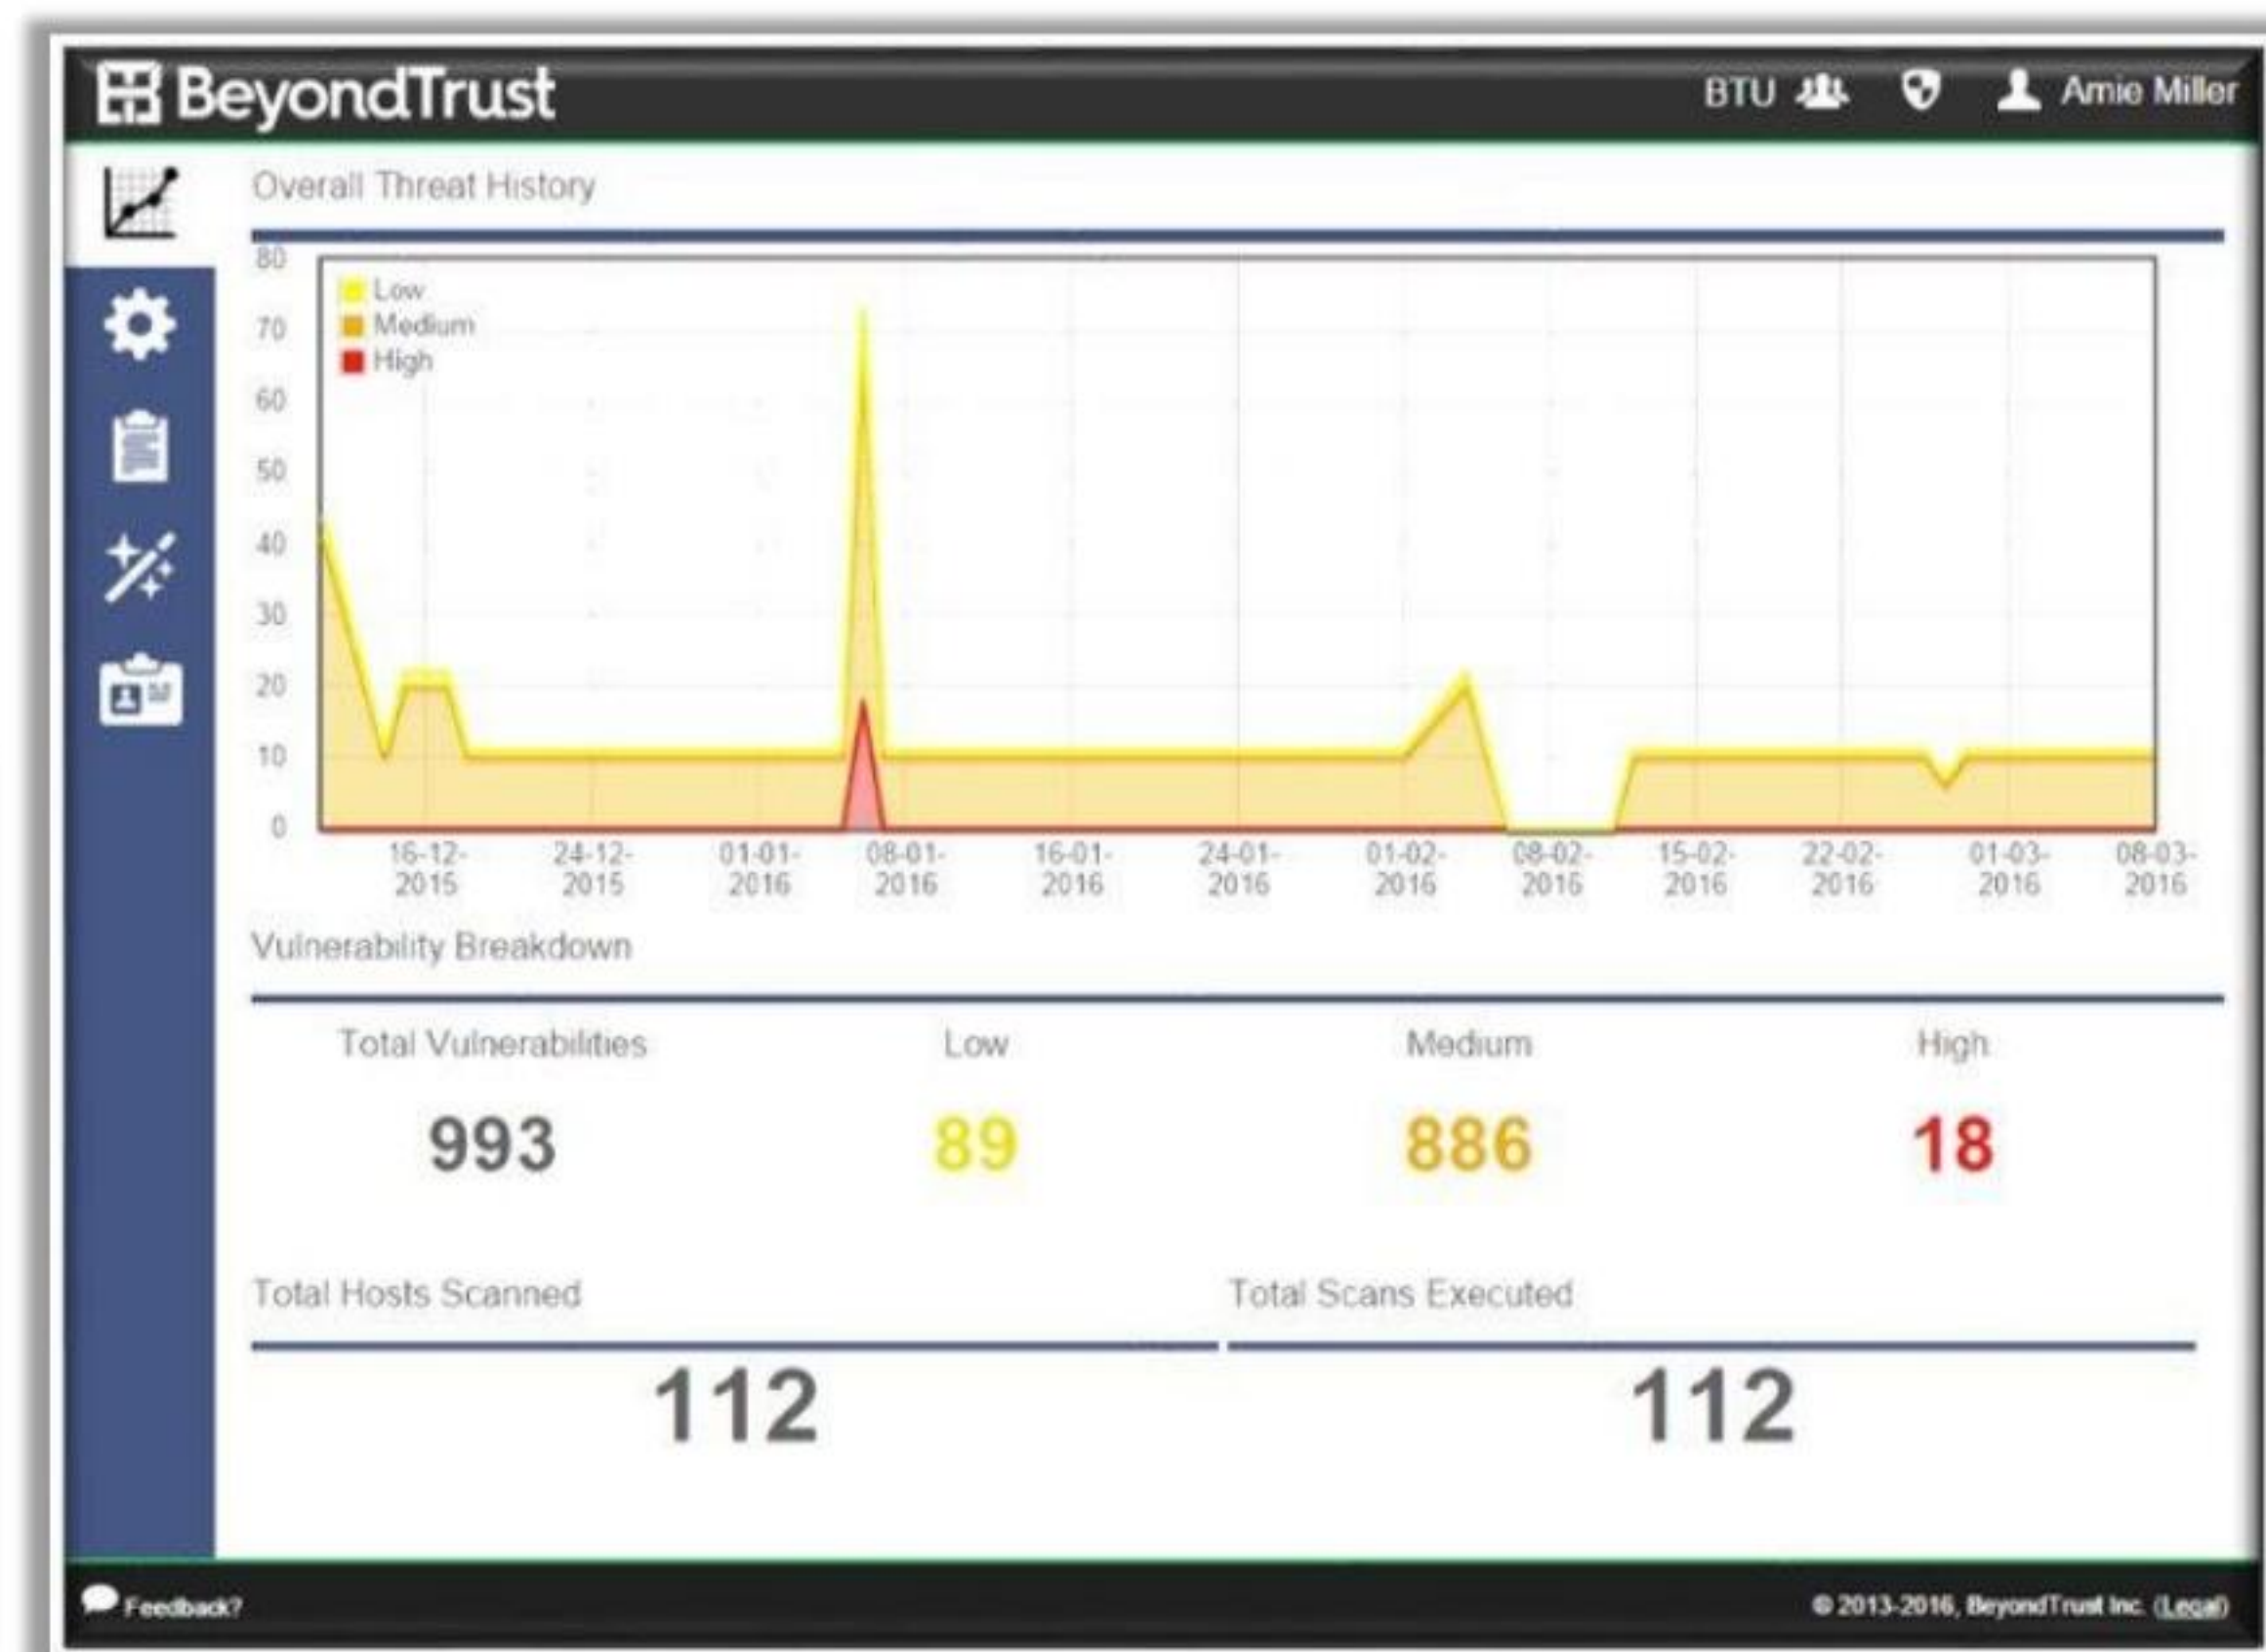 BeyondTrust
BTU Amie Miller
Overall Threat History
80
Low
Medium
High
70
60
50
40
30
20
10
0
16-12- 24-12- 01-01- 08-01- 16-01- 24-01- 01-02- 08-02- 15-02- 22-02- 01-03- 08-03-
2015 2015 2016 2016 2016 2016 2016 2016 2016 2016 2016 2016
Vulnerability Breakdown
Total Vulnerabilities Low Medium High
993 89 886 18
Total Hosts Scanned Total Scans Executed
112 112
Feedback? © 2013-2016, BeyondTrust Inc. (Legal)